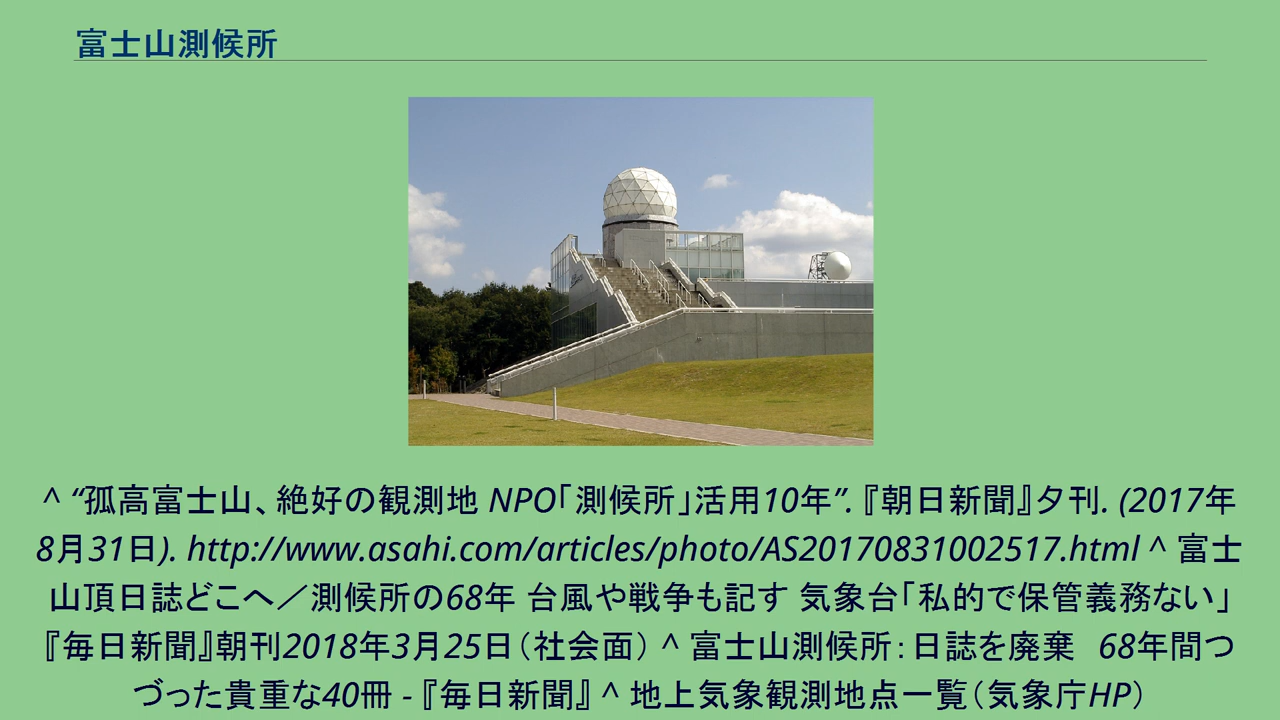 富士山測候所
^ “孤高富士山、絶好の観測地 NPO「測候所」活用10年”. 『朝日新聞』夕刊. (2017年
8月31日). http://www.asahi.com/articles/photo/AS20170831002517.html ^ 富士
山頂日誌どこへ／測候所の68年 台風や戦争も記す 気象台「私的で保管義務ない」
『毎日新聞』朝刊2018年3月25日（社会面） ^ 富士山測候所：日誌を廃棄　68年間つ
づった貴重な40冊 - 『毎日新聞』 ^ 地上気象観測地点一覧（気象庁HP）